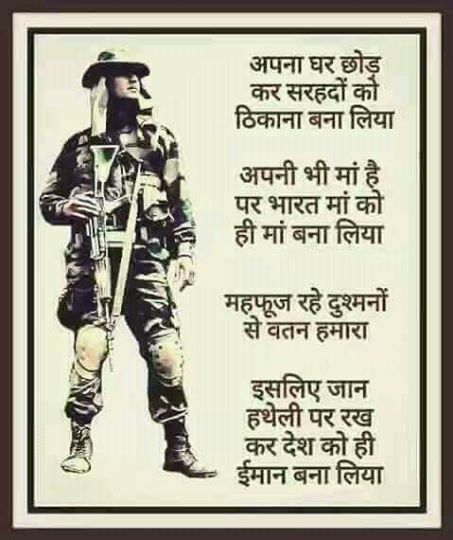 अपना घर छोड़
कर सरहदों को
ठिकाना बना लिया
अपनी भी मां है
पर भारत मां को
ही मां बना लिया
महफूज रहे दुश्मनों
से वतन हमारा
इसलिए जान
हथेली पर रख
कर देश को ही
ईमान बना लिया